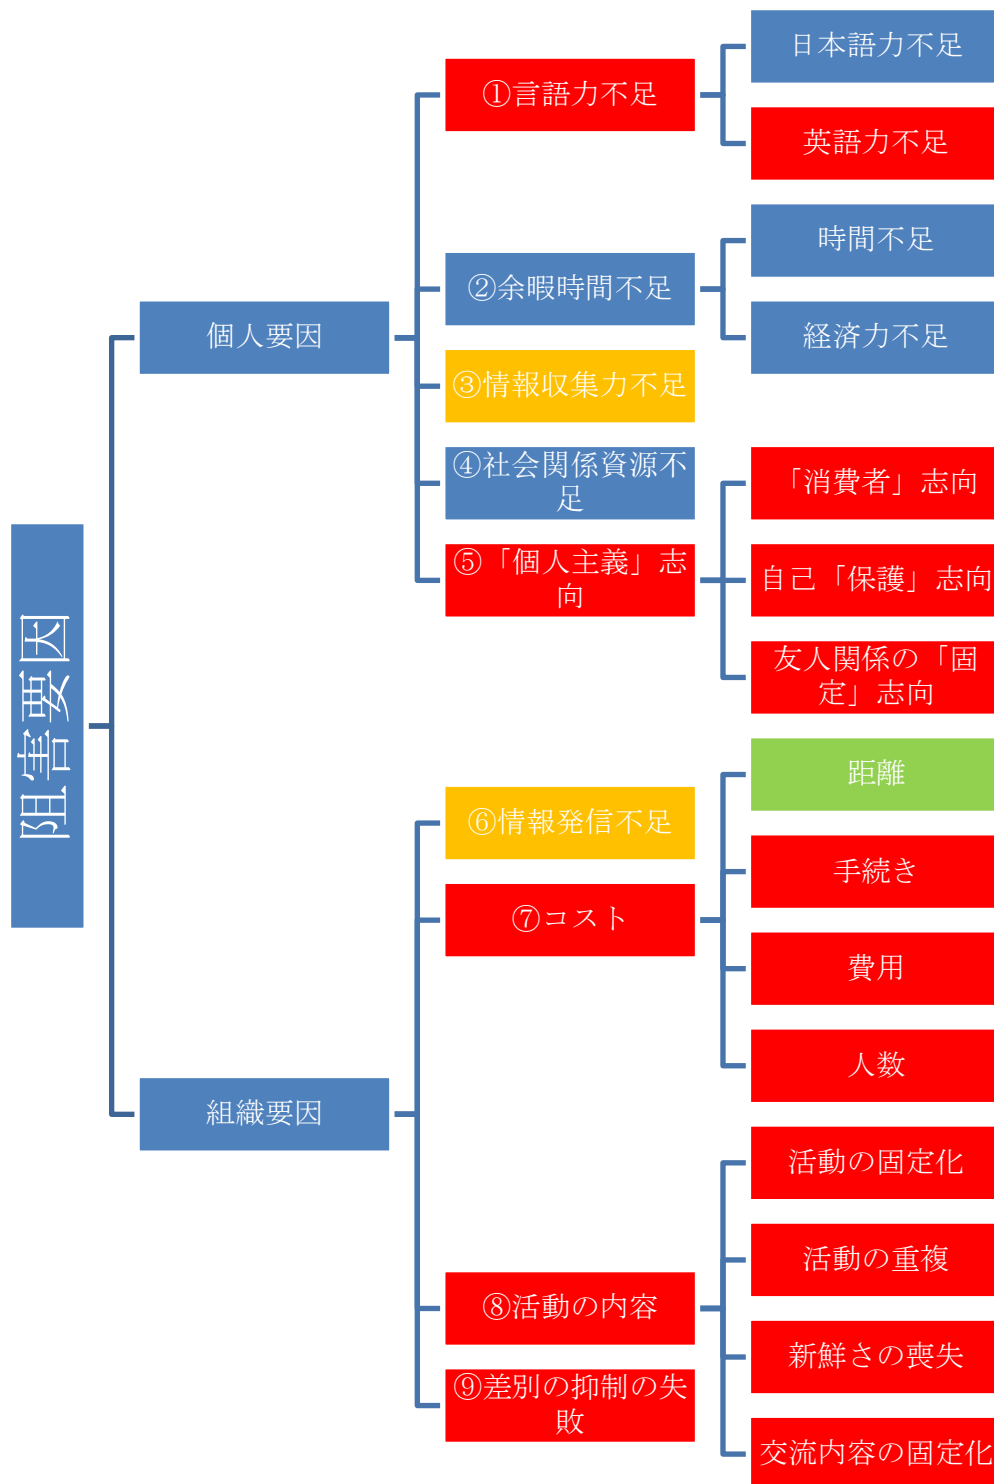 阻害要因
個人要因
①言語力不足
日本語力不足
英語力不足
②余暇時間不足
時間不足
経済力不足
③情報収集力不足
④社会関係資源不
足
⑤「個人主義」志
向
「消費者」志向
自己「保護」志向
友人関係の「固
定」志向
組織要因
⑥情報発信不足
⑦コスト
距離
手続き
費用
人数
⑧活動の内容
活動の固定化
活動の重複
新鮮さの喪失
交流内容の固定化
⑨差別の抑制の失
敗